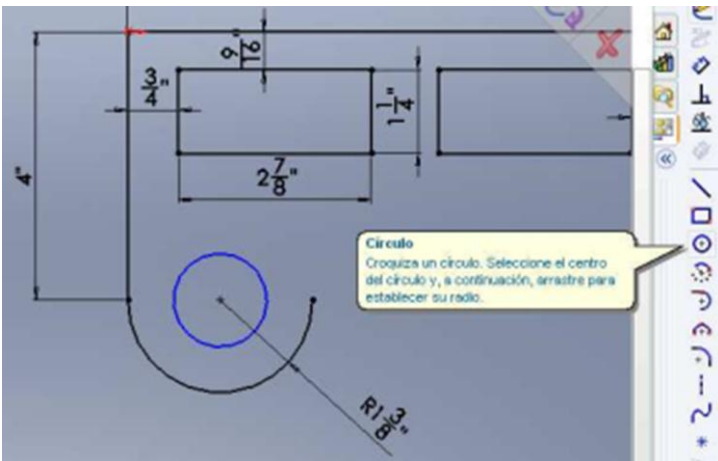 9/16"
3/4"
1 1/4"
4"
2 7/8"
Círculo
Croquiza un círculo. Seleccione el centro
del círculo y, a continuación, arrastre para
establecer su radio.
R1 3/8"